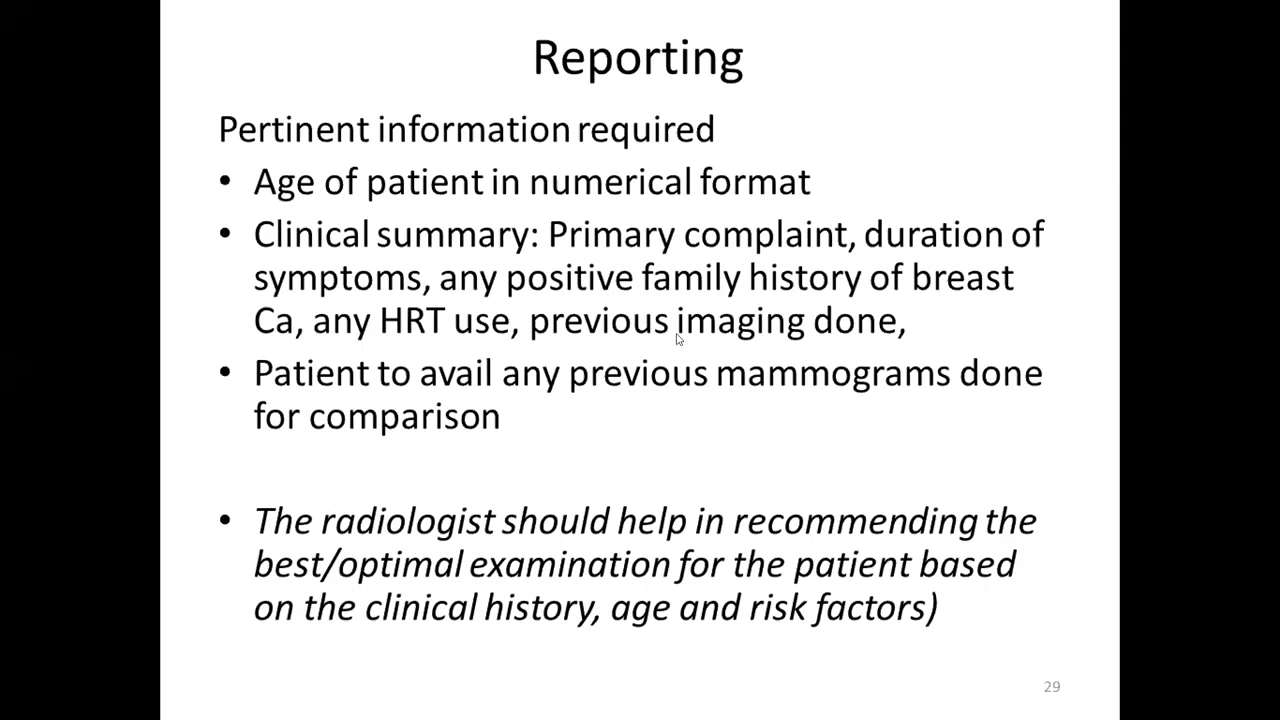 Reporting
Pertinent information required
• Age of patient in numerical format
• Clinical summary: Primary complaint, duration of
symptoms, any positive family history of breast
Ca, any HRT use, previous imaging done,
• Patient to avail any previous mammograms done
for comparison
• The radiologist should help in recommending the
best/optimal examination for the patient based
on the clinical history, age and risk factors)
29